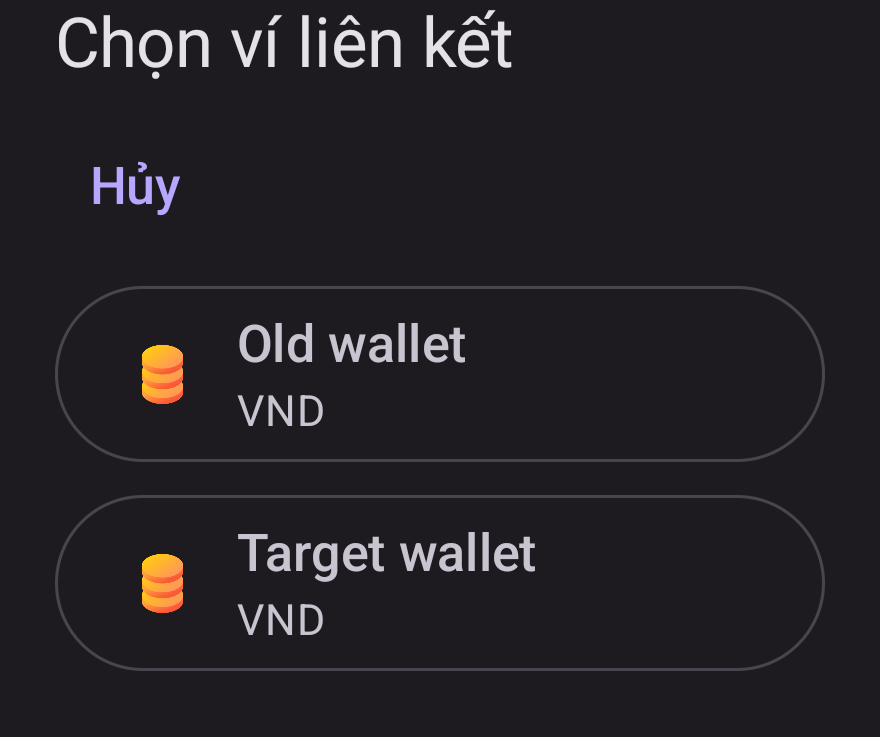 Chọn ví liên kết
Hủy
Old wallet
VND
Target wallet
VND